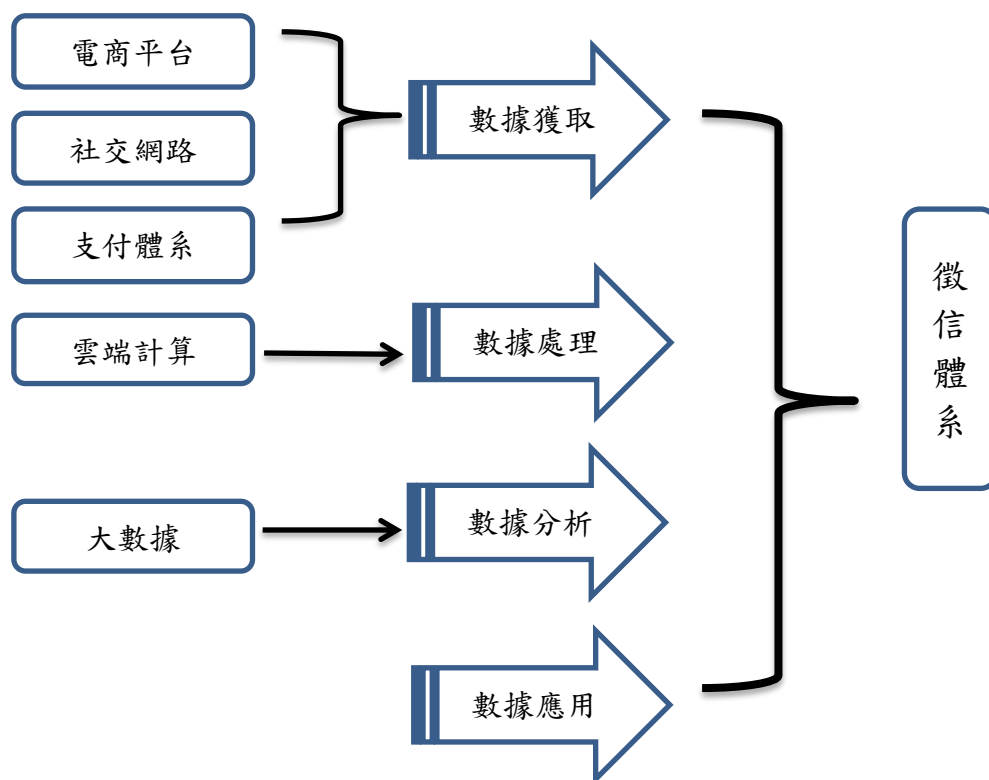 電商平台
社交網路
支付體系
雲端計算
大數據
數據獲取
數據處理
數據分析
數據應用
徵信體系